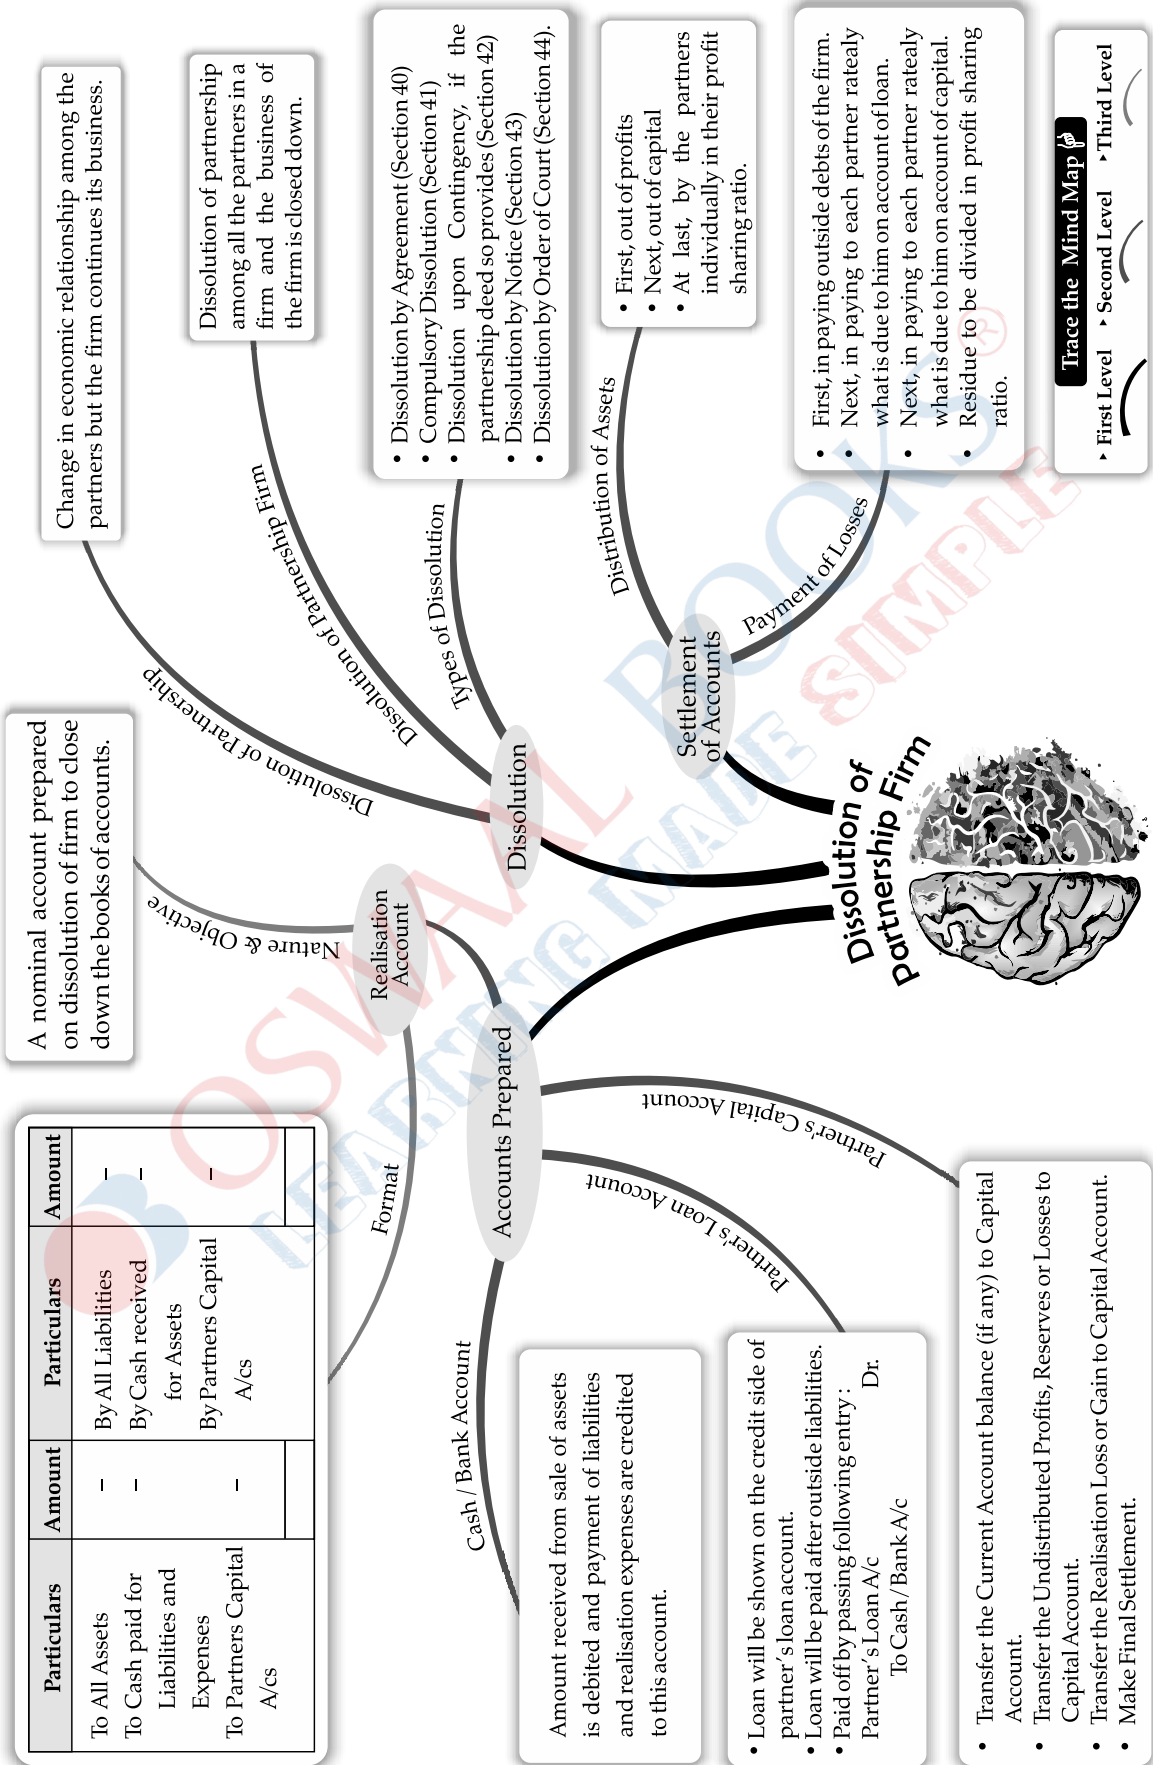 Dissolution of
Partnership Firm
Settlement
of Accounts
Distribution of Assets
• First, out of profits
• Next, out of capital
• At last, by the partners
individually in their profit
sharing ratio.
Payment of Losses
• First, in paying outside debts of the firm.
• Next, in paying to each partner ratealy
what is due to him on account of loan.
• Next, in paying to each partner ratealy
what is due to him on account of capital.
• Residue to be divided in profit sharing
ratio.
Dissolution
Dissolution of Partnership
Change in economic relationship among the
partners but the firm continues its business.
Dissolution of Partnership Firm
Dissolution of partnership
among all the partners in a
firm and the business of
the firm is closed down.
Types of Dissolution
• Dissolution by Agreement (Section 40)
• Compulsory Dissolution (Section 41)
• Dissolution upon Contingency, if the
partnership deed so provides (Section 42)
• Dissolution by Notice (Section 43)
• Dissolution by Order of Court (Section 44).
Accounts Prepared
Realisation
Account
Nature & Objective
A nominal account prepared
on dissolution of firm to close
down the books of accounts.
Format
Particulars Amount Particulars Amount
To All Assets – By All Liabilities –
To Cash paid for – By Cash received –
Liabilities and for Assets
Expenses By Partners Capital –
To Partners Capital – A/cs
A/cs
Cash / Bank Account
Amount received from sale of assets
is debited and payment of liabilities
and realisation expenses are credited
to this account.
Partner's Loan Account
• Loan will be shown on the credit side of
partner's loan account.
• Loan will be paid after outside liabilities.
• Paid off by passing following entry :
Partner's Loan A/c Dr.
To Cash / Bank A/c
Partner's Capital Account
• Transfer the Current Account balance (if any) to Capital
Account.
• Transfer the Undistributed Profits, Reserves or Losses to
Capital Account.
• Transfer the Realisation Loss or Gain to Capital Account.
• Make Final Settlement.
Trace the Mind Map
▸ First Level ▸ Second Level ▸ Third Level
OSWAAL BOOKS®
LEARNING MADE SIMPLE